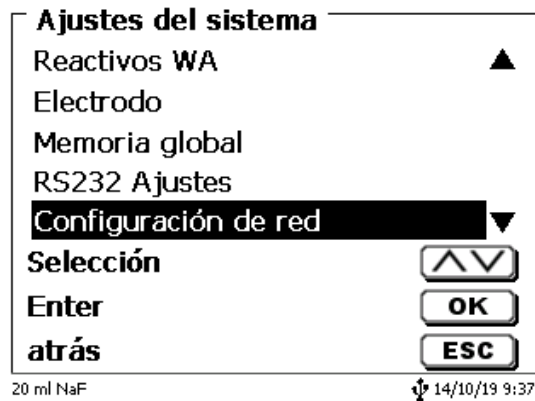 Ajustes del sistema
Reactivos WA
Electrodo
Memoria global
RS232 Ajustes
Configuración de red
Selección
Enter OK
atrás ESC
20 ml NaF 14/10/19 9:37